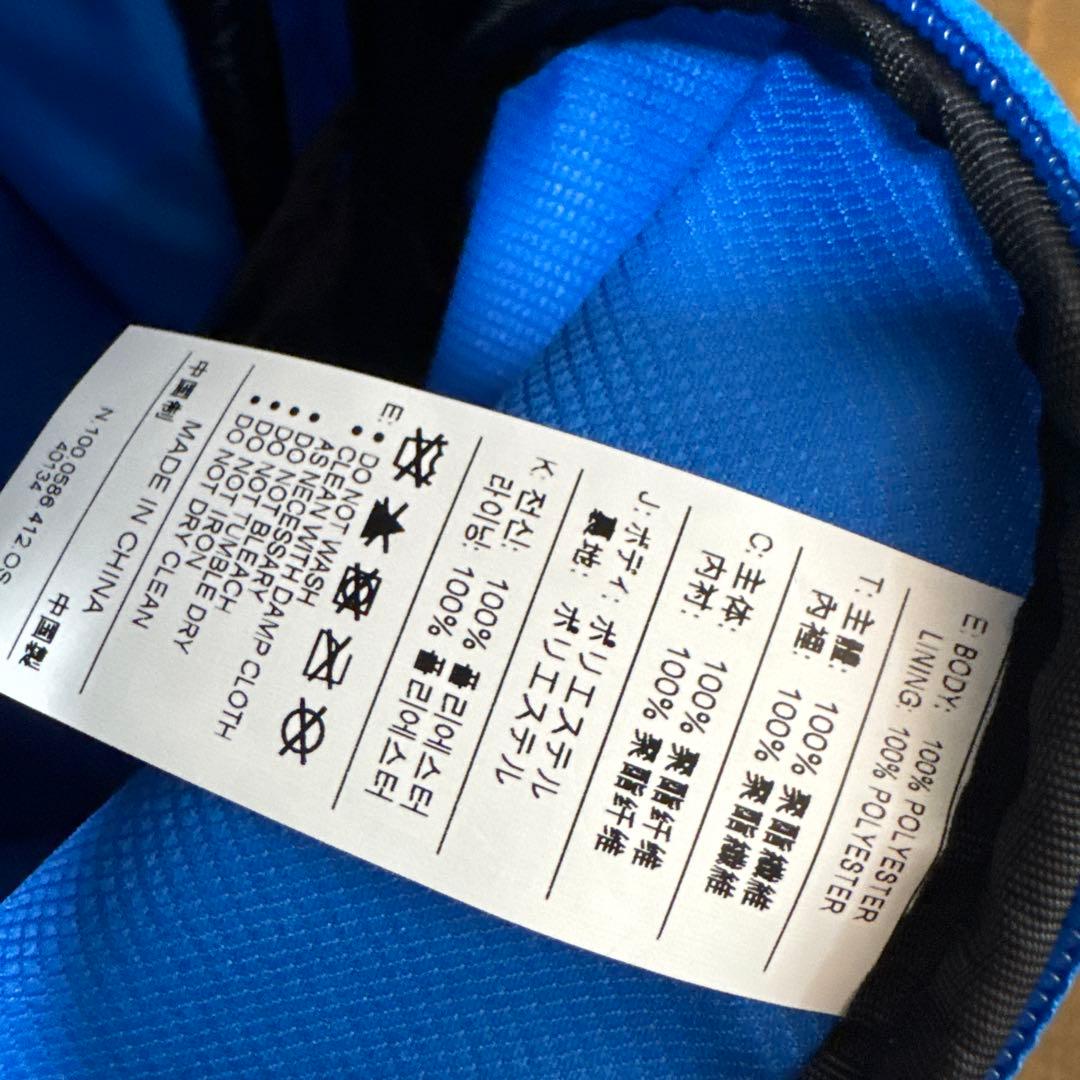 E: BODY: 100% POLYESTER
LINING: 100% POLYESTER
T: 主體: 100% 聚酯纖維
內裡: 100% 聚酯纖維
C: 主体: 100% 聚酯纤维
内衬: 100% 聚酯纤维
J: ボディ: ポリエステル
裏地: ポリエステル
K: 전신: 100% 폴리에스터
라이닝: 100% 폴리에스터
E: • DO NOT WASH
• CLEAN WITH DAMP CLOTH
AS NECESSARY
• DO NOT BLEACH
• DO NOT TUMBLE DRY
• DO NOT IRON
• DO NOT DRY CLEAN
中国制 MADE IN CHINA 中国製
N.100.0586 412 OS
40134